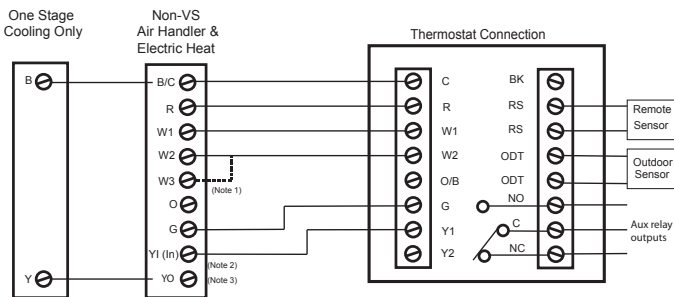 One Stage
Cooling Only
Non-VS
Air Handler &
Electric Heat
Thermostat Connection
B
B/C
C
BK
R
R
RS
Remote
Sensor
W1
W1
RS
W2
W2
ODT
Outdoor
Sensor
W3
(Note 1)
O/B
ODT
O
G
NO
G
Y1
C
Aux relay
outputs
YI (In)
(Note 2)
Y2
NC
Y
YO
(Note 3)